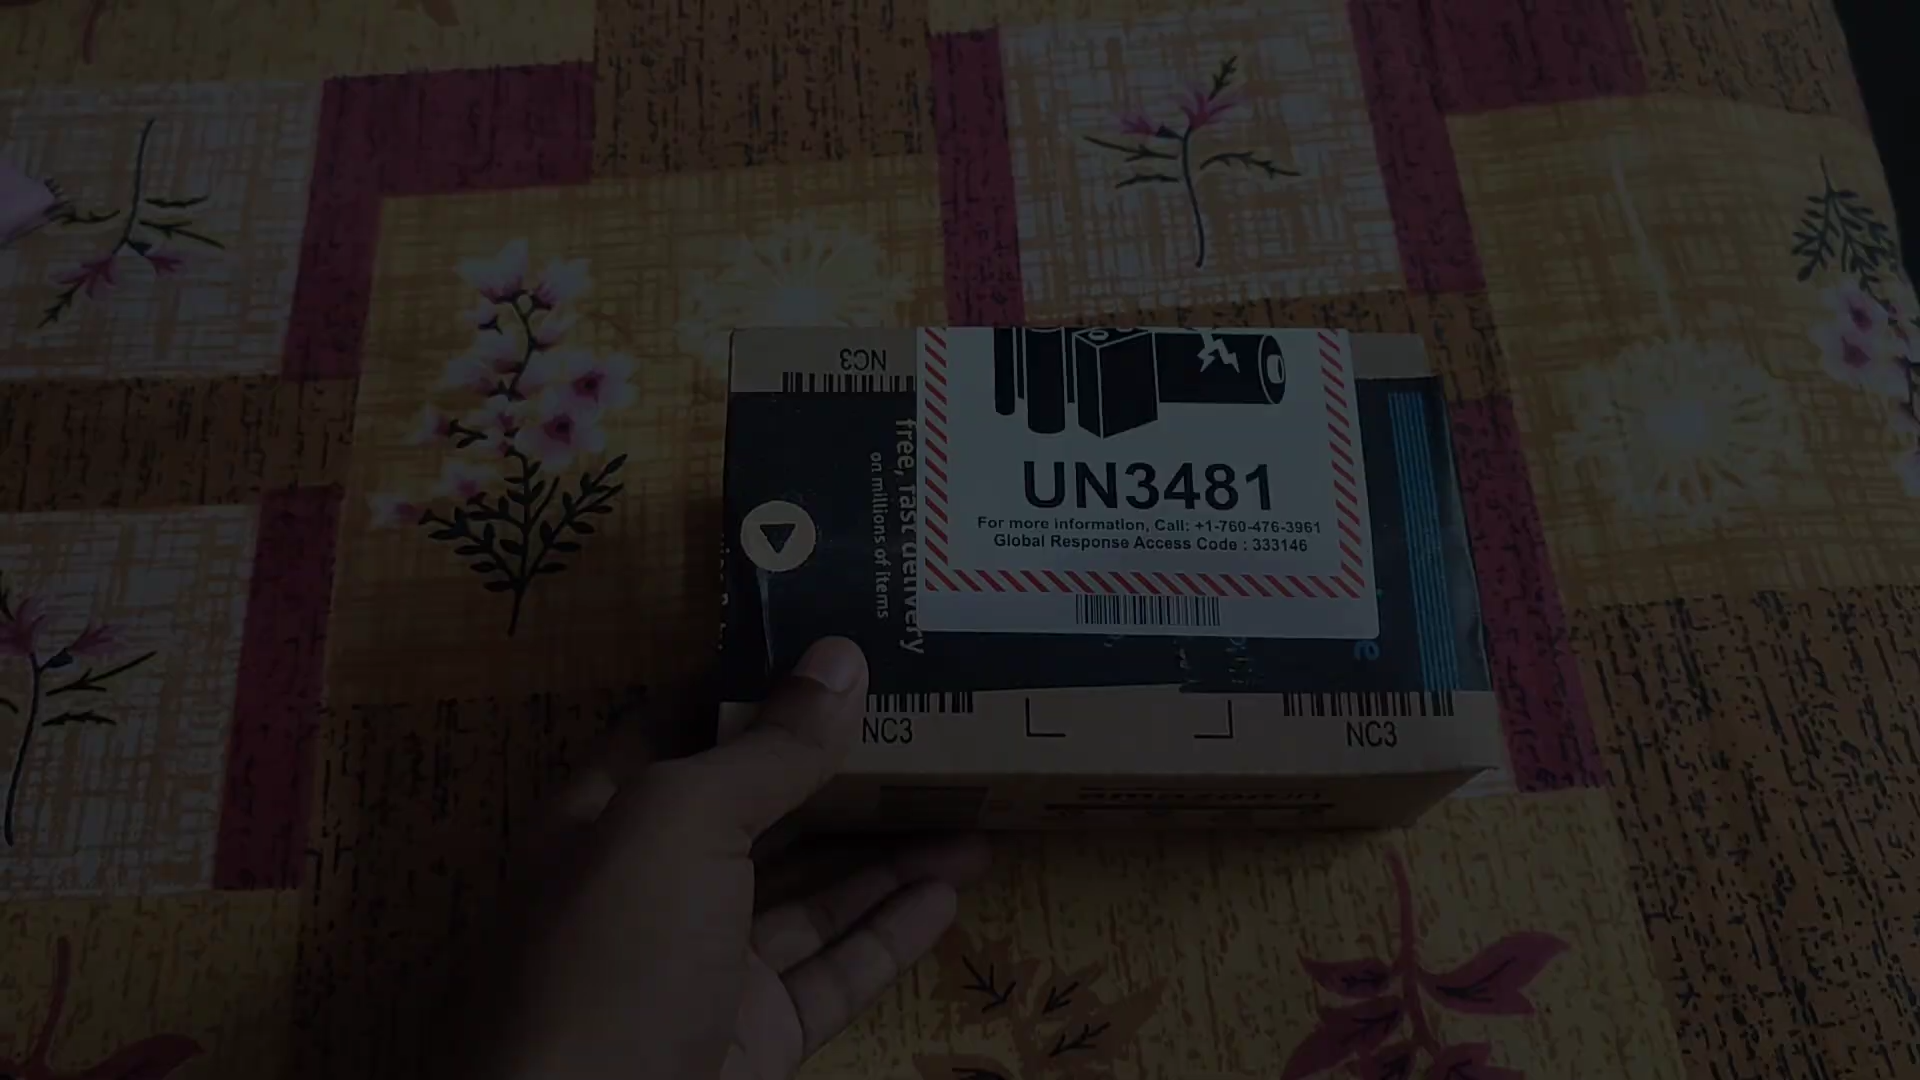 NC3
free, fast delivery
on millions of items
UN3481
For more information, Call: +1-760-476-3961
Global Response Access Code : 333146
e
NC3
NC3